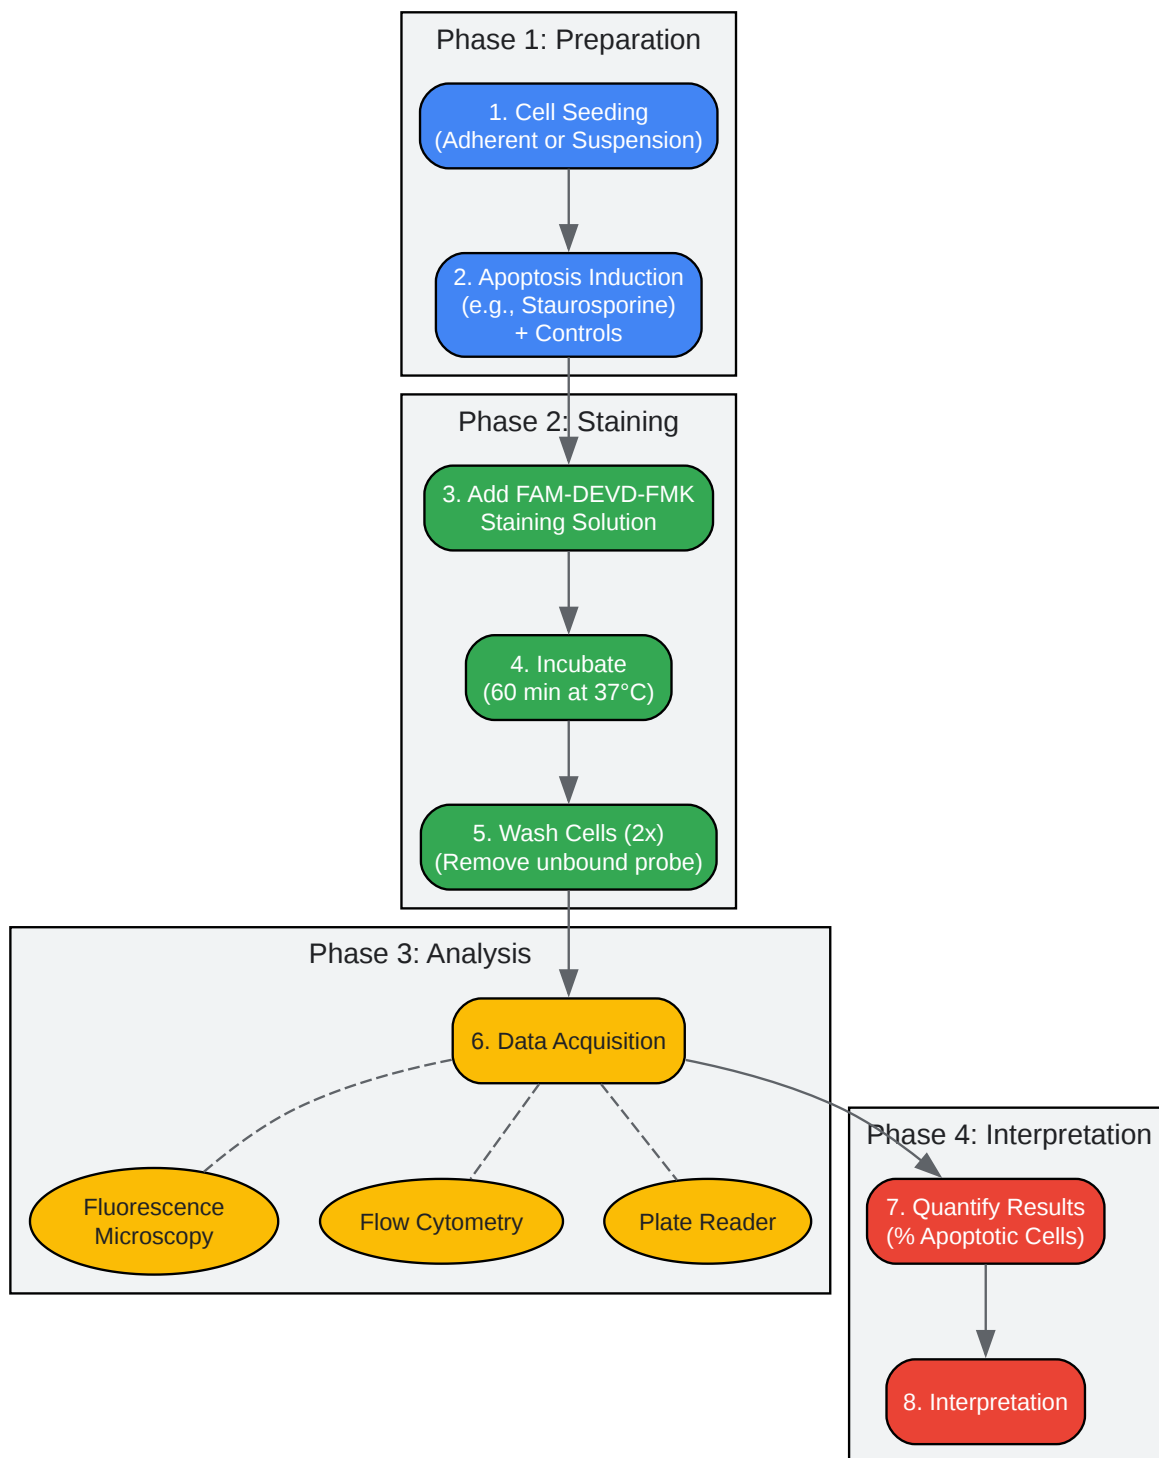 Phase 1: Preparation
1. Cell Seeding
(Adherent or Suspension)
2. Apoptosis Induction
(e.g., Staurosporine)
+ Controls
Phase 2: Staining
3. Add FAM-DEVD-FMK
Staining Solution
4. Incubate
(60 min at 37°C)
5. Wash Cells (2x)
(Remove unbound probe)
Phase 3: Analysis
6. Data Acquisition
Fluorescence
Microscopy
Flow Cytometry
Plate Reader
Phase 4: Interpretation
7. Quantify Results
(% Apoptotic Cells)
8. Interpretation